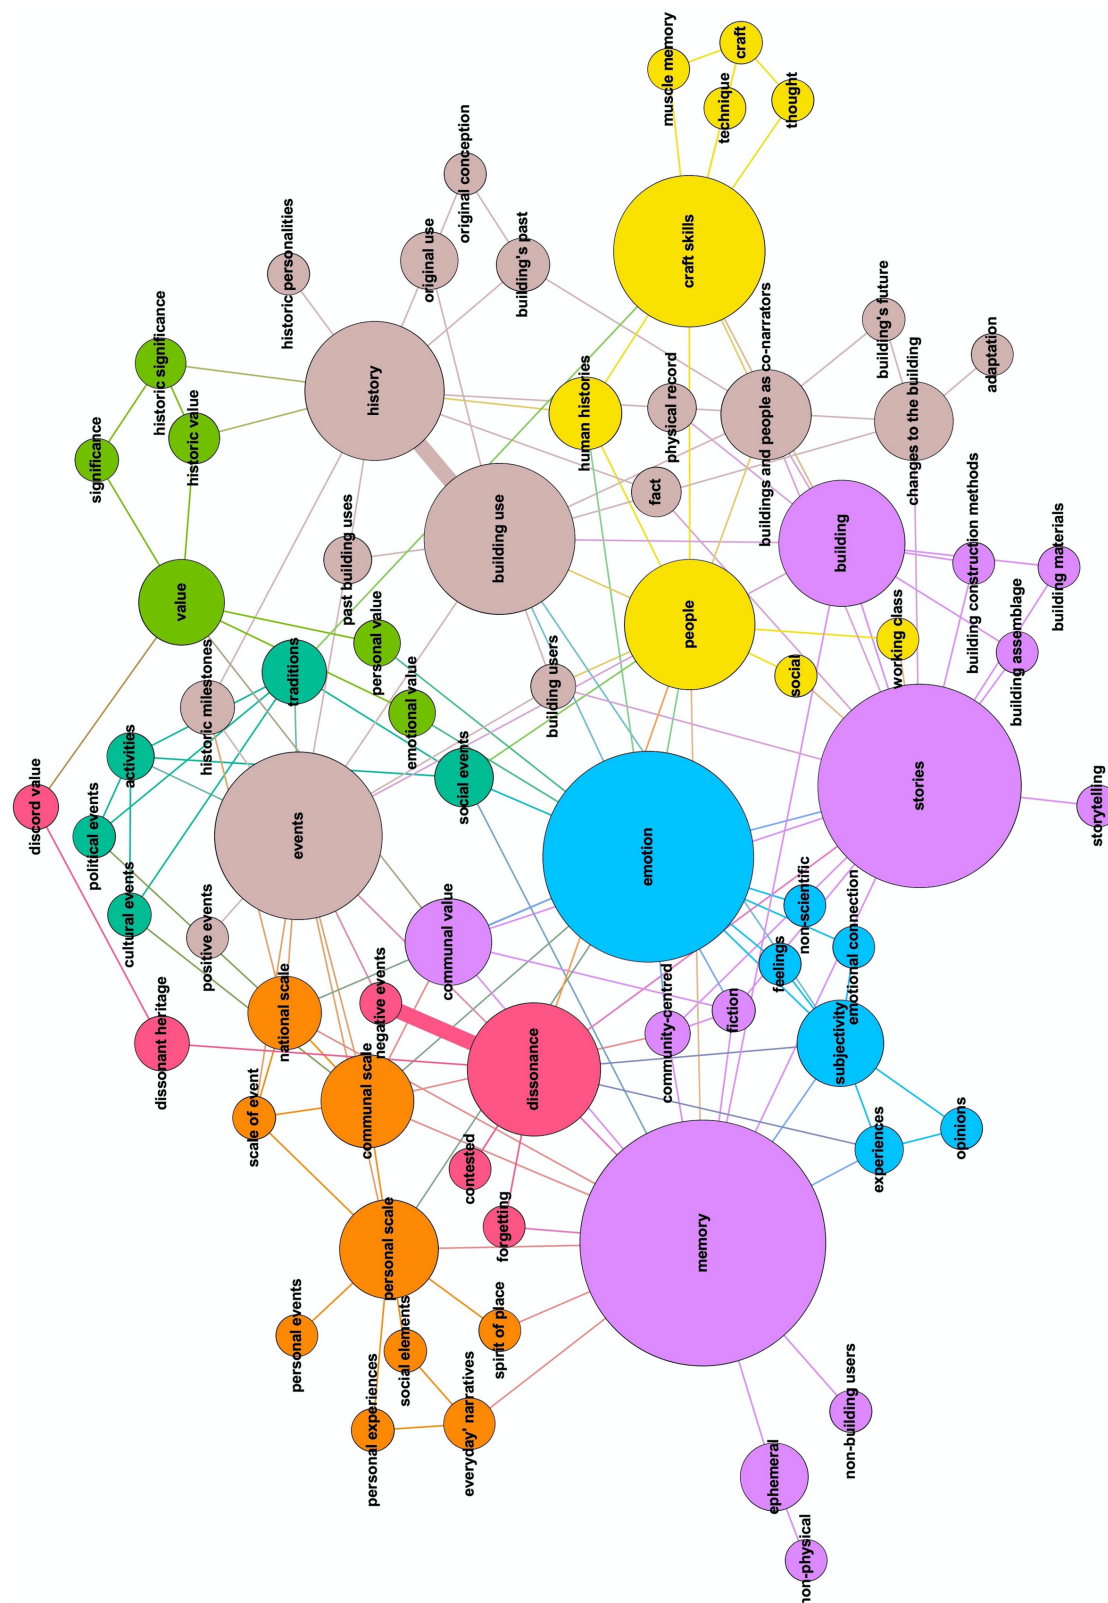 craft
muscle memory
technique
thought
original conception
historic personalities
original use
building's past
craft skills
historic significance
historic value
significance
history
human histories
physical record
buildings and people as co-narrators
building's future
changes to the building
adaptation
fact
building use
past building uses
value
personal value
emotional value
traditions
historic milestones
people
building
building construction methods
building materials
building assemblage
working class
social
building users
social events
activities
political events
cultural events
discord value
events
positive events
emotion
stories
storytelling
communal value
non-scientific
emotional connection
feelings
fiction
community-centred
subjectivity
negative events
national scale
dissonant heritage
dissonance
communal scale
scale of event
contested
forgetting
experiences
opinions
personal scale
memory
personal events
social elements
spirit of place
personal experiences
everyday' narratives
non-building users
ephemeral
non-physical